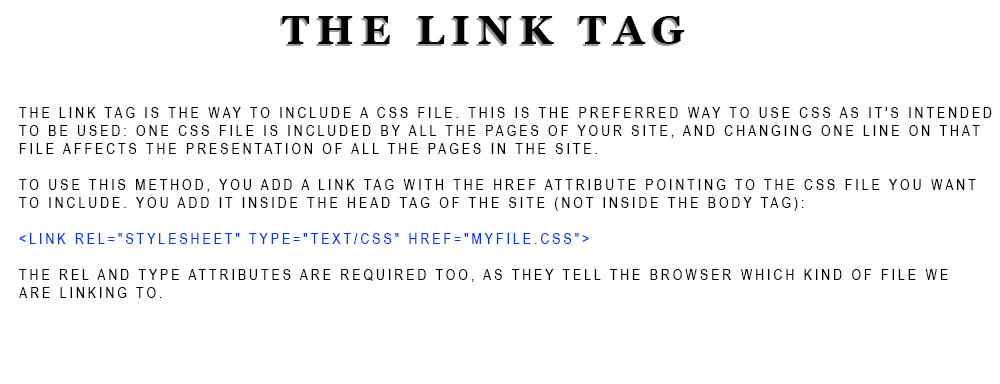 THE LINK TAG
THE LINK TAG IS THE WAY TO INCLUDE A CSS FILE. THIS IS THE PREFERRED WAY TO USE CSS AS IT'S INTENDED
TO BE USED: ONE CSS FILE IS INCLUDED BY ALL THE PAGES OF YOUR SITE, AND CHANGING ONE LINE ON THAT
FILE AFFECTS THE PRESENTATION OF ALL THE PAGES IN THE SITE.
TO USE THIS METHOD, YOU ADD A LINK TAG WITH THE HREF ATTRIBUTE POINTING TO THE CSS FILE YOU WANT
TO INCLUDE. YOU ADD IT INSIDE THE HEAD TAG OF THE SITE (NOT INSIDE THE BODY TAG):
<LINK REL="STYLESHEET" TYPE="TEXT/CSS" HREF="MYFILE.CSS">
THE REL AND TYPE ATTRIBUTES ARE REQUIRED TOO, AS THEY TELL THE BROWSER WHICH KIND OF FILE WE
ARE LINKING TO.